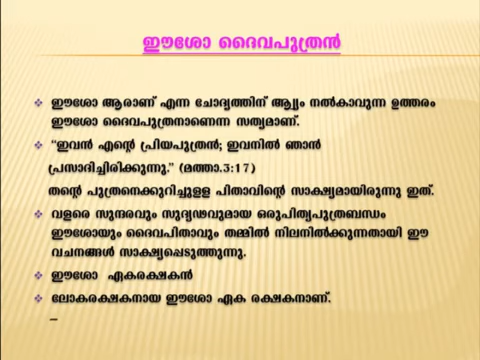 ഈശോ ദൈവപുത്രൻ
ഈശോ ആരാണ് എന്ന ചോദ്യത്തിന് ആദ്യം നൽകാവുന്ന ഉത്തരം
ഈശോ ദൈവപുത്രനാണെന്ന സത്യമാണ്.
“ഇവൻ എന്റെ പ്രിയപുത്രൻ; ഇവനിൽ ഞാൻ
പ്രസാദിച്ചിരിക്കുന്നു.” (മത്താ.3:17)
തന്റെ പുത്രനെക്കുറിച്ചുള്ള പിതാവിന്റെ സാക്ഷ്യമായിരുന്നു ഇത്.
വളരെ സുന്ദരവും സുദൃഢവുമായ ഒരുപിതൃപുത്രബന്ധം
ഈശോയും ദൈവപിതാവും തമ്മിൽ നിലനിൽക്കുന്നതായി ഈ
വചനങ്ങൾ സാക്ഷ്യപ്പെടുത്തുന്നു.
ഈശോ ഏകരക്ഷകൻ
ലോകരക്ഷകനായ ഈശോ ഏക രക്ഷകനാണ്.
–